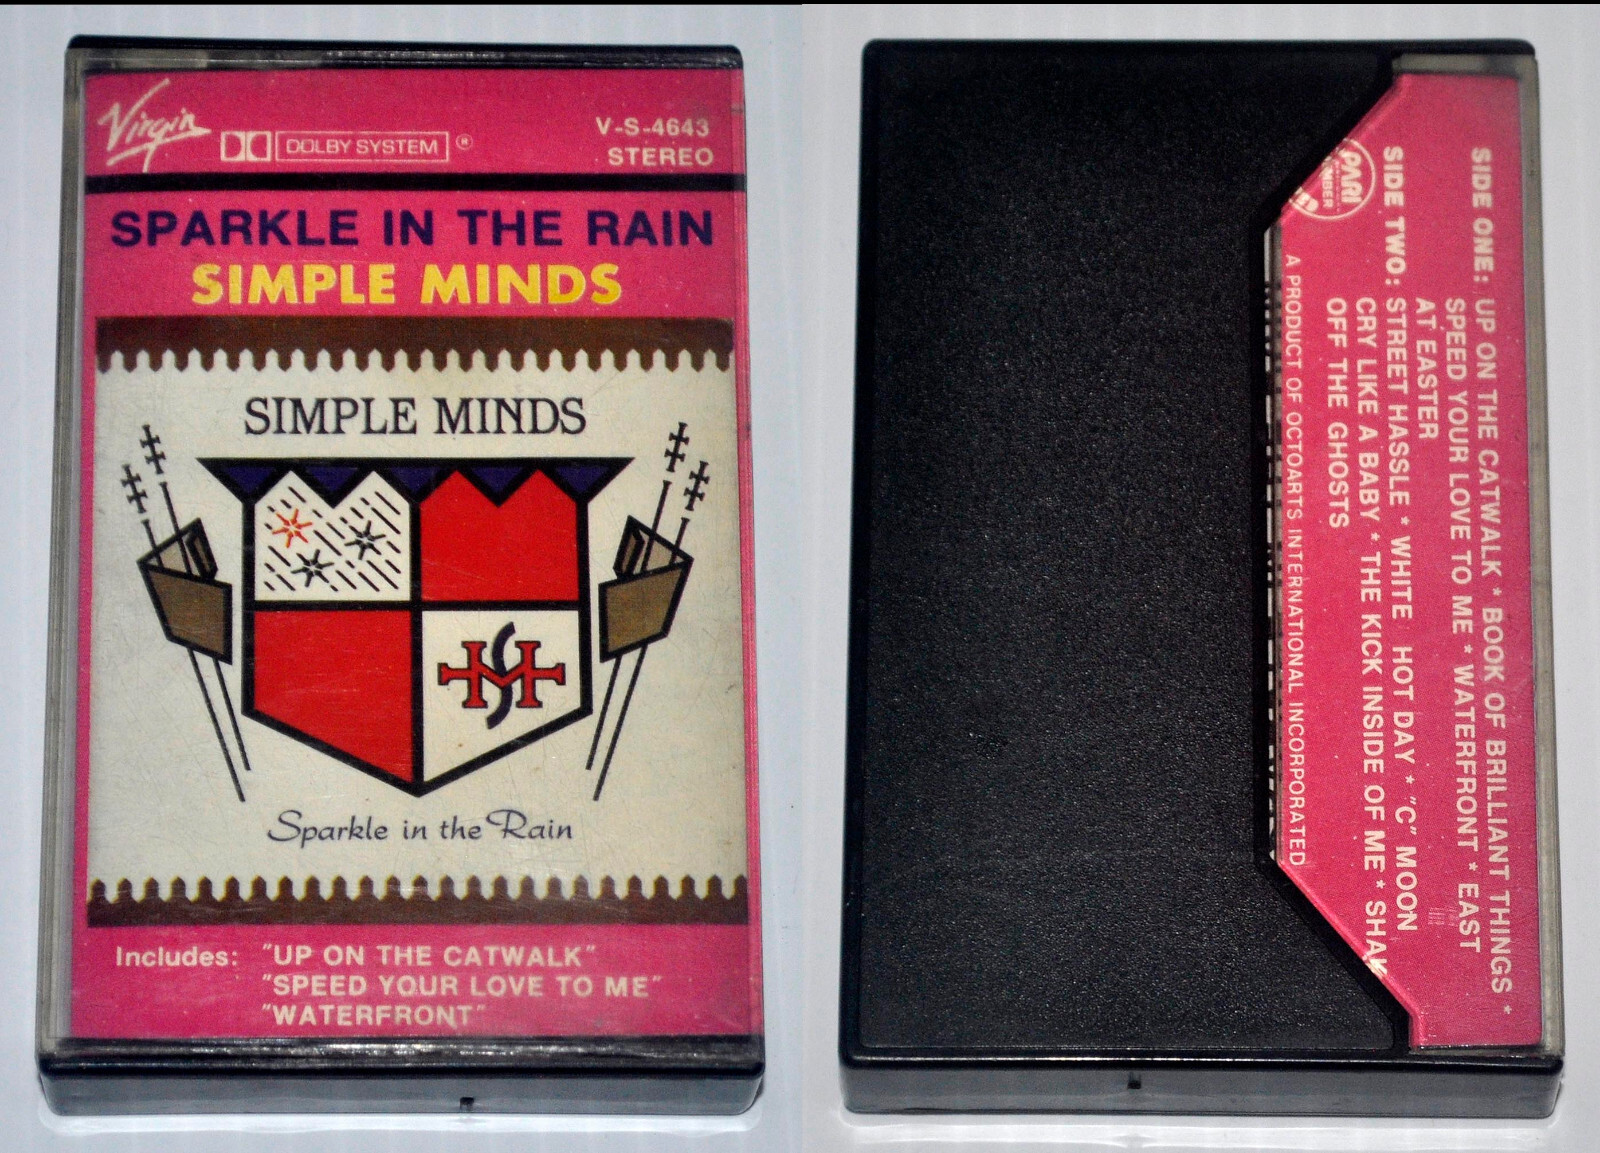 Virgin
DOLBY SYSTEM ®
V-S-4643
STEREO
SPARKLE IN THE RAIN
SIMPLE MINDS
SIMPLE MINDS
Sparkle in the Rain
Includes: "UP ON THE CATWALK"
"SPEED YOUR LOVE TO ME"
"WATERFRONT"
SIDE ONE: UP ON THE CATWALK * BOOK OF BRILLIANT THINGS *
SPEED YOUR LOVE TO ME * WATERFRONT * EAST
AT EASTER
SIDE TWO: STREET HASSLE * WHITE HOT DAY * "C" MOON
CRY LIKE A BABY * THE KICK INSIDE OF ME * SHAK
OFF THE GHOSTS
PARI
A PRODUCT OF OCTOARTS INTERNATIONAL INCORPORATED